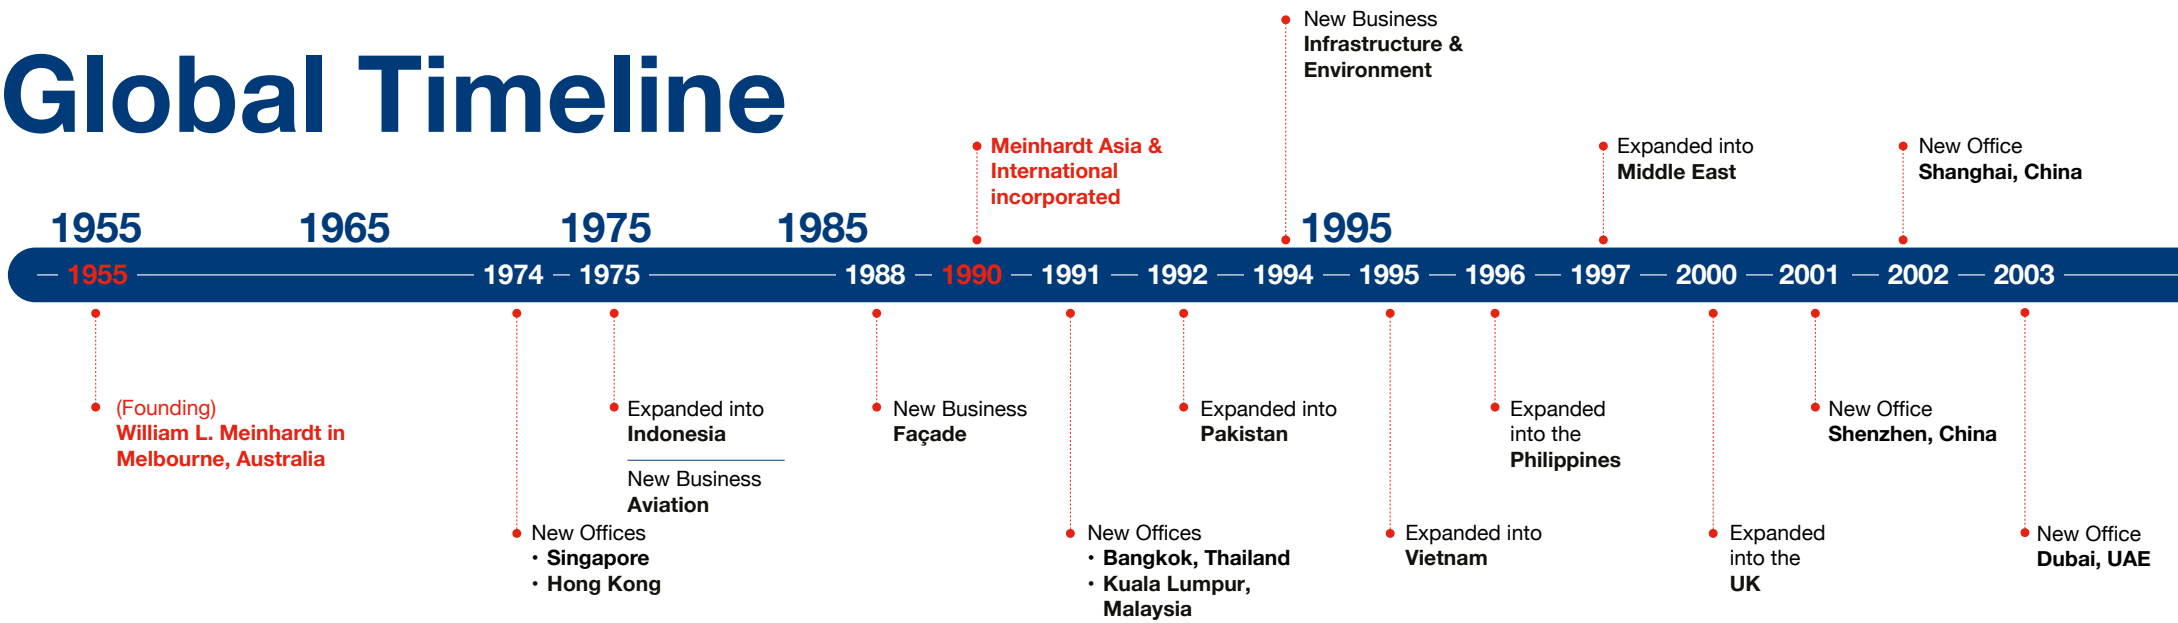 Global Timeline
New Business
Infrastructure &
Environment
Meinhardt Asia &
International
incorporated
Expanded into
Middle East
New Office
Shanghai, China
1955 1965 1975 1985 1995
1955 1974 1975 1988 1990 1991 1992 1994 1995 1996 1997 2000 2001 2002 2003
(Founding)
William L. Meinhardt in
Melbourne, Australia
New Offices
• Singapore
• Hong Kong
Expanded into
Indonesia
New Business
Aviation
New Business
Façade
New Offices
• Bangkok, Thailand
• Kuala Lumpur,
Malaysia
Expanded into
Pakistan
Expanded into
Vietnam
Expanded
into the
Philippines
Expanded
into the
UK
New Office
Shenzhen, China
New Office
Dubai, UAE